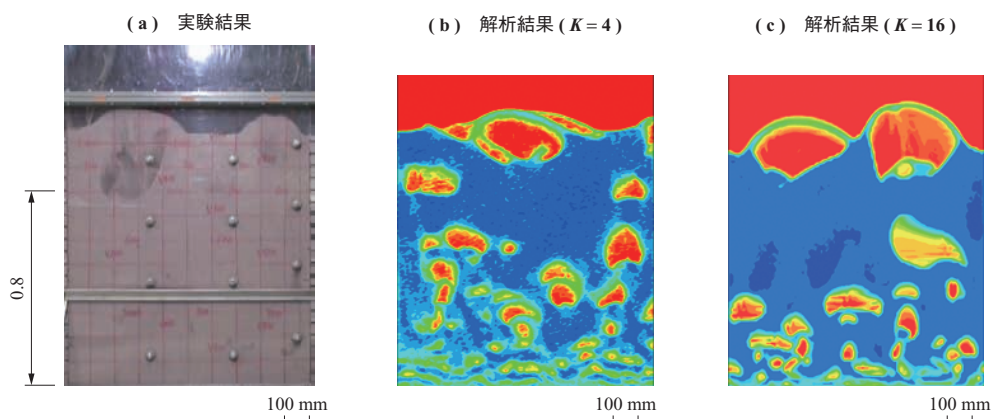 ( a ) 実験結果
( b ) 解析結果 ( K = 4 )
( c ) 解析結果 ( K = 16 )
0.8
100 mm
100 mm
100 mm